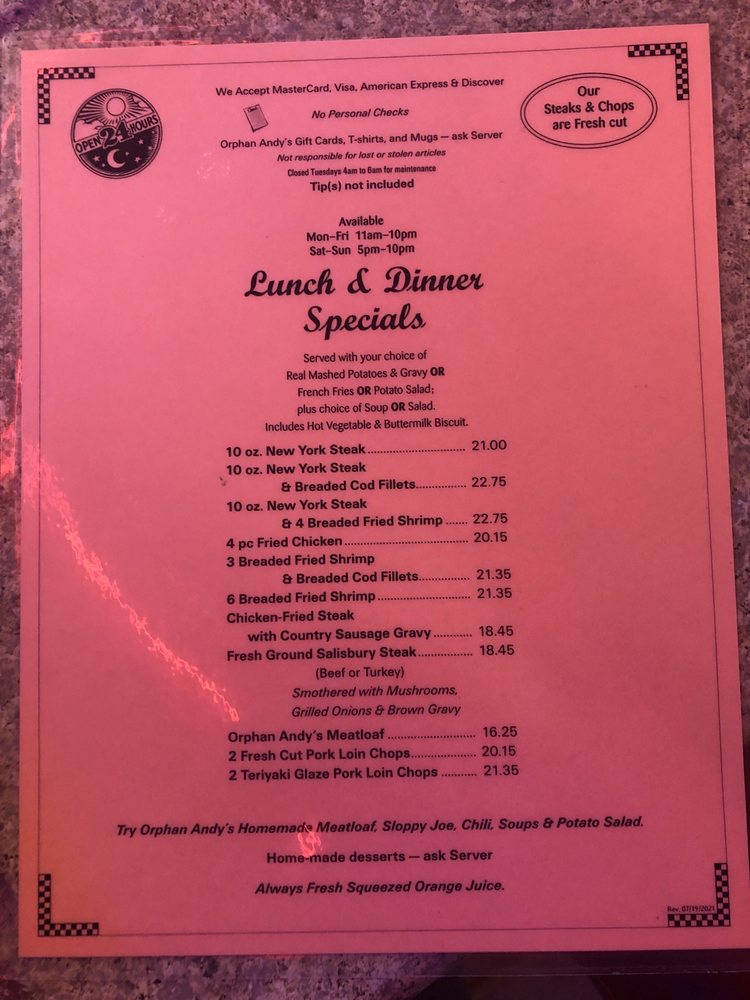 We Accept MasterCard, Visa, American Express & Discover
No Personal Checks
Orphan Andy's Gift Cards, T-shirts, and Mugs — ask Server
Not responsible for lost or stolen articles
Closed Tuesdays 4am to 6am for maintenance
Tip(s) not included
OPEN 24 HOURS
Our
Steaks & Chops
are Fresh cut
Available
Mon–Fri 11am–10pm
Sat–Sun 5pm–10pm
Lunch & Dinner
Specials
Served with your choice of
Real Mashed Potatoes & Gravy OR
French Fries OR Potato Salad;
plus choice of Soup OR Salad.
Includes Hot Vegetable & Buttermilk Biscuit.
10 oz. New York Steak .............................. 21.00
10 oz. New York Steak
& Breaded Cod Fillets............... 22.75
10 oz. New York Steak
& 4 Breaded Fried Shrimp ....... 22.75
4 pc Fried Chicken ...................................... 20.15
3 Breaded Fried Shrimp
& Breaded Cod Fillets............... 21.35
6 Breaded Fried Shrimp ............................ 21.35
Chicken-Fried Steak
with Country Sausage Gravy ............ 18.45
Fresh Ground Salisbury Steak................. 18.45
(Beef or Turkey)
Smothered with Mushrooms,
Grilled Onions & Brown Gravy
Orphan Andy's Meatloaf ........................... 16.25
2 Fresh Cut Pork Loin Chops.................... 20.15
2 Teriyaki Glaze Pork Loin Chops ........... 21.35
Try Orphan Andy's Homemade Meatloaf, Sloppy Joe, Chili, Soups & Potato Salad.
Home-made desserts — ask Server
Always Fresh Squeezed Orange Juice.
Rev. 07/19/2021